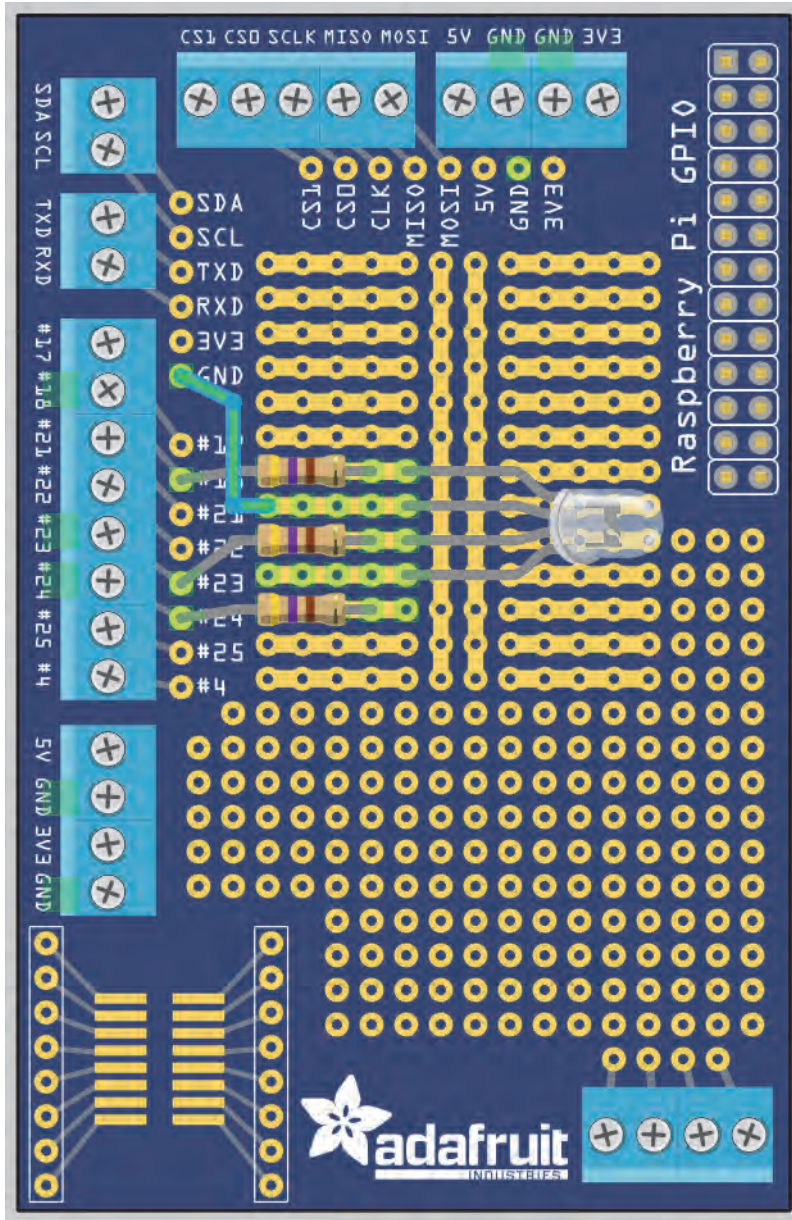 CS1 CS0 SCLK MISO MOSI 5V GND GND 3V3
SDA SCL
TXD RXD
#17 #18 #21 #22 #23 #24 #25 #4
5V GND 3V3 GND
CS1
CS0
CLK
MISO
MOSI
5V
GND
3V3
SDA
SCL
TXD
RXD
3V3
GND
#21
#22
#23
#24
#25
#4
Raspberry Pi GPIO
adafruit
INDUSTRIES